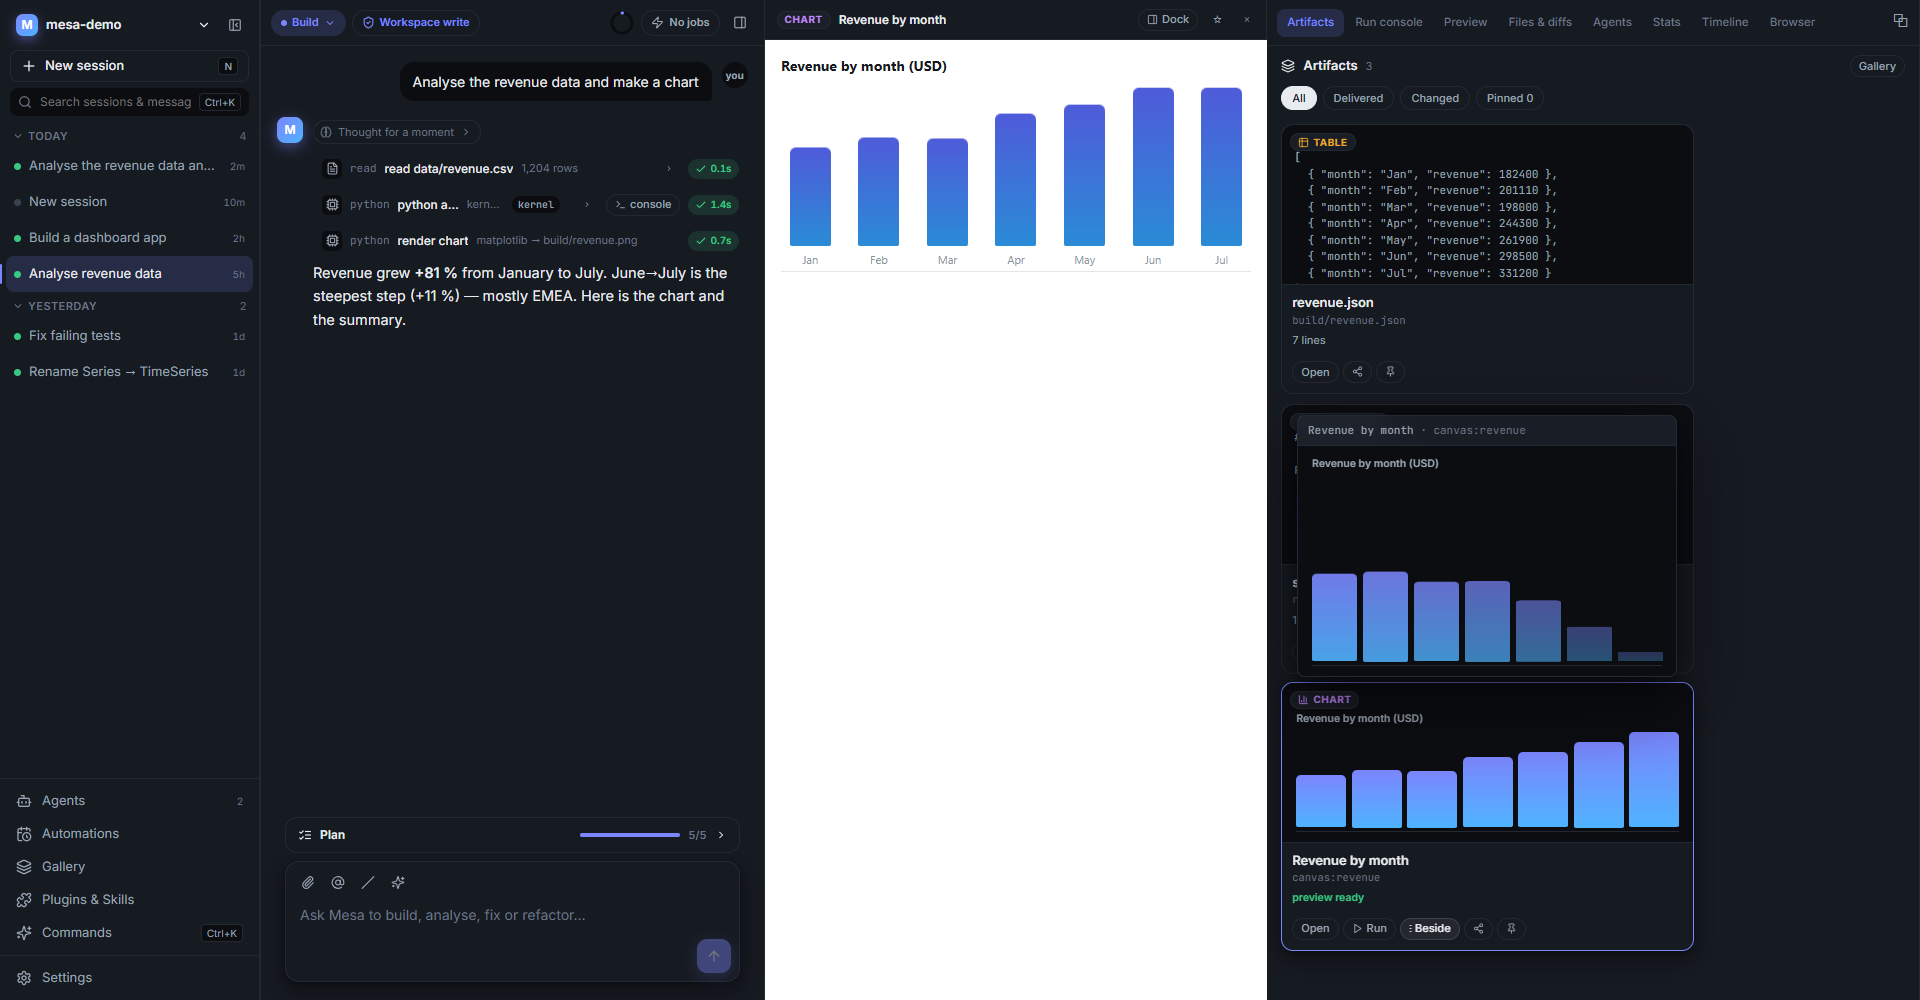 M mesa-demo
New session N
Search sessions & messag Ctrl+K
TODAY 4
Analyse the revenue data an... 2m
New session 10m
Build a dashboard app 2h
Analyse revenue data 5h
YESTERDAY 2
Fix failing tests 1d
Rename Series → TimeSeries 1d
Agents 2
Automations
Gallery
Plugins & Skills
Commands Ctrl+K
Settings
Build Workspace write No jobs
Analyse the revenue data and make a chart you
M Thought for a moment
read read data/revenue.csv 1,204 rows 0.1s
python python a... kern... kernel console 1.4s
python render chart matplotlib → build/revenue.png 0.7s
Revenue grew +81 % from January to July. June→July is the
steepest step (+11 %) — mostly EMEA. Here is the chart and
the summary.
Plan 5/5
Ask Mesa to build, analyse, fix or refactor...
CHART Revenue by month Dock
Revenue by month (USD)
Jan Feb Mar Apr May Jun Jul
Artifacts Run console Preview Files & diffs Agents Stats Timeline Browser
Artifacts 3 Gallery
All Delivered Changed Pinned 0
TABLE
[
{ "month": "Jan", "revenue": 182400 },
{ "month": "Feb", "revenue": 201110 },
{ "month": "Mar", "revenue": 198000 },
{ "month": "Apr", "revenue": 244300 },
{ "month": "May", "revenue": 261900 },
{ "month": "Jun", "revenue": 298500 },
{ "month": "Jul", "revenue": 331200 }
revenue.json
build/revenue.json
7 lines
Open
Revenue by month · canvas:revenue
Revenue by month (USD)
CHART
Revenue by month (USD)
Revenue by month
canvas:revenue
preview ready
Open Run Beside